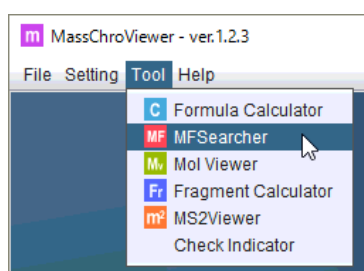 m MassChroViewer - ver.1.2.3
File Setting Tool Help
C Formula Calculator
MF MFSearcher
Mv Mol Viewer
Fr Fragment Calculator
m² MS2Viewer
Check Indicator